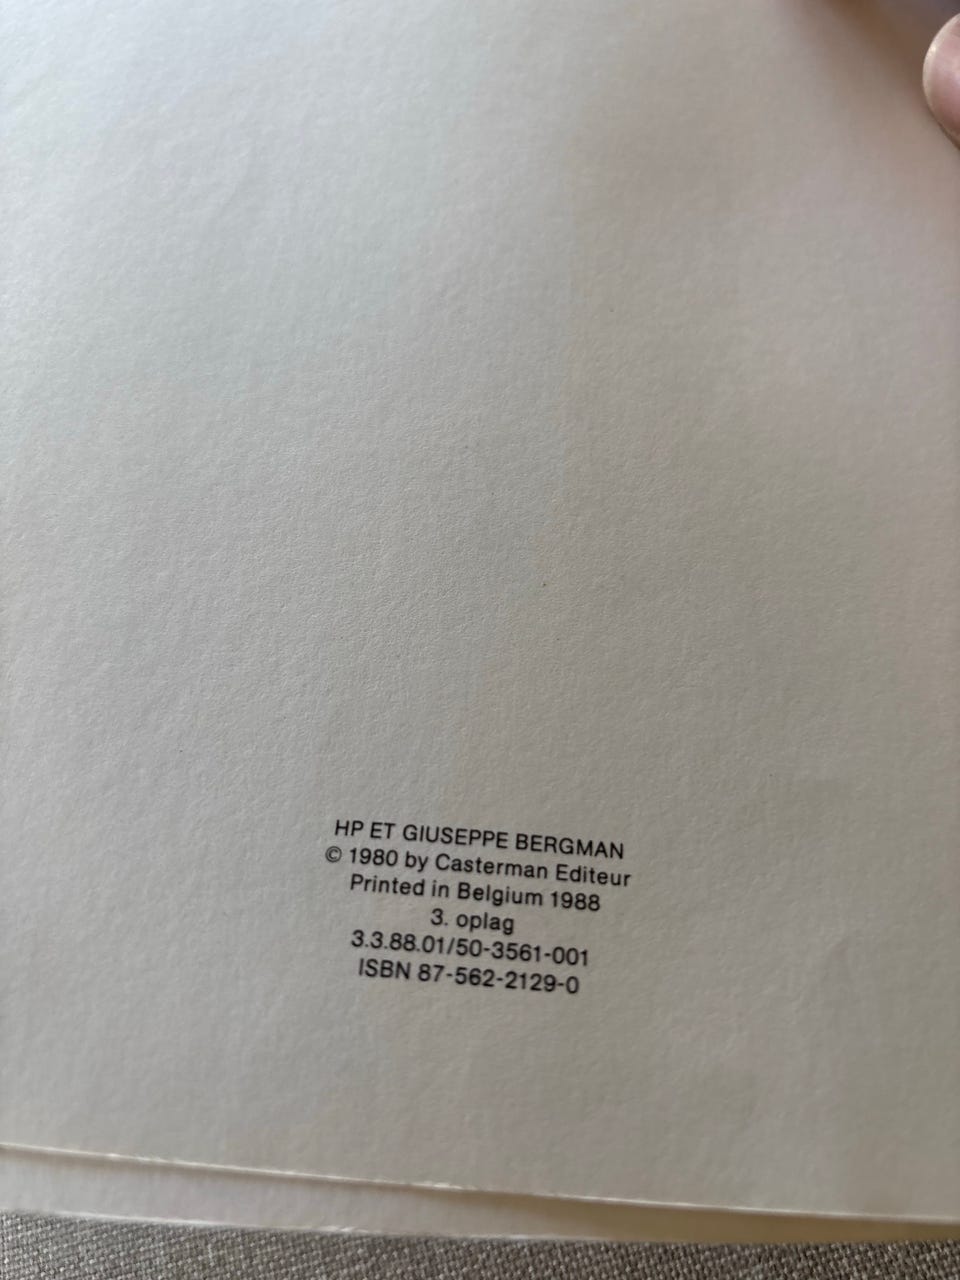 HP ET GIUSEPPE BERGMAN
© 1980 by Casterman Editeur
Printed in Belgium 1988
3. oplag
3.3.88.01/50-3561-001
ISBN 87-562-2129-0